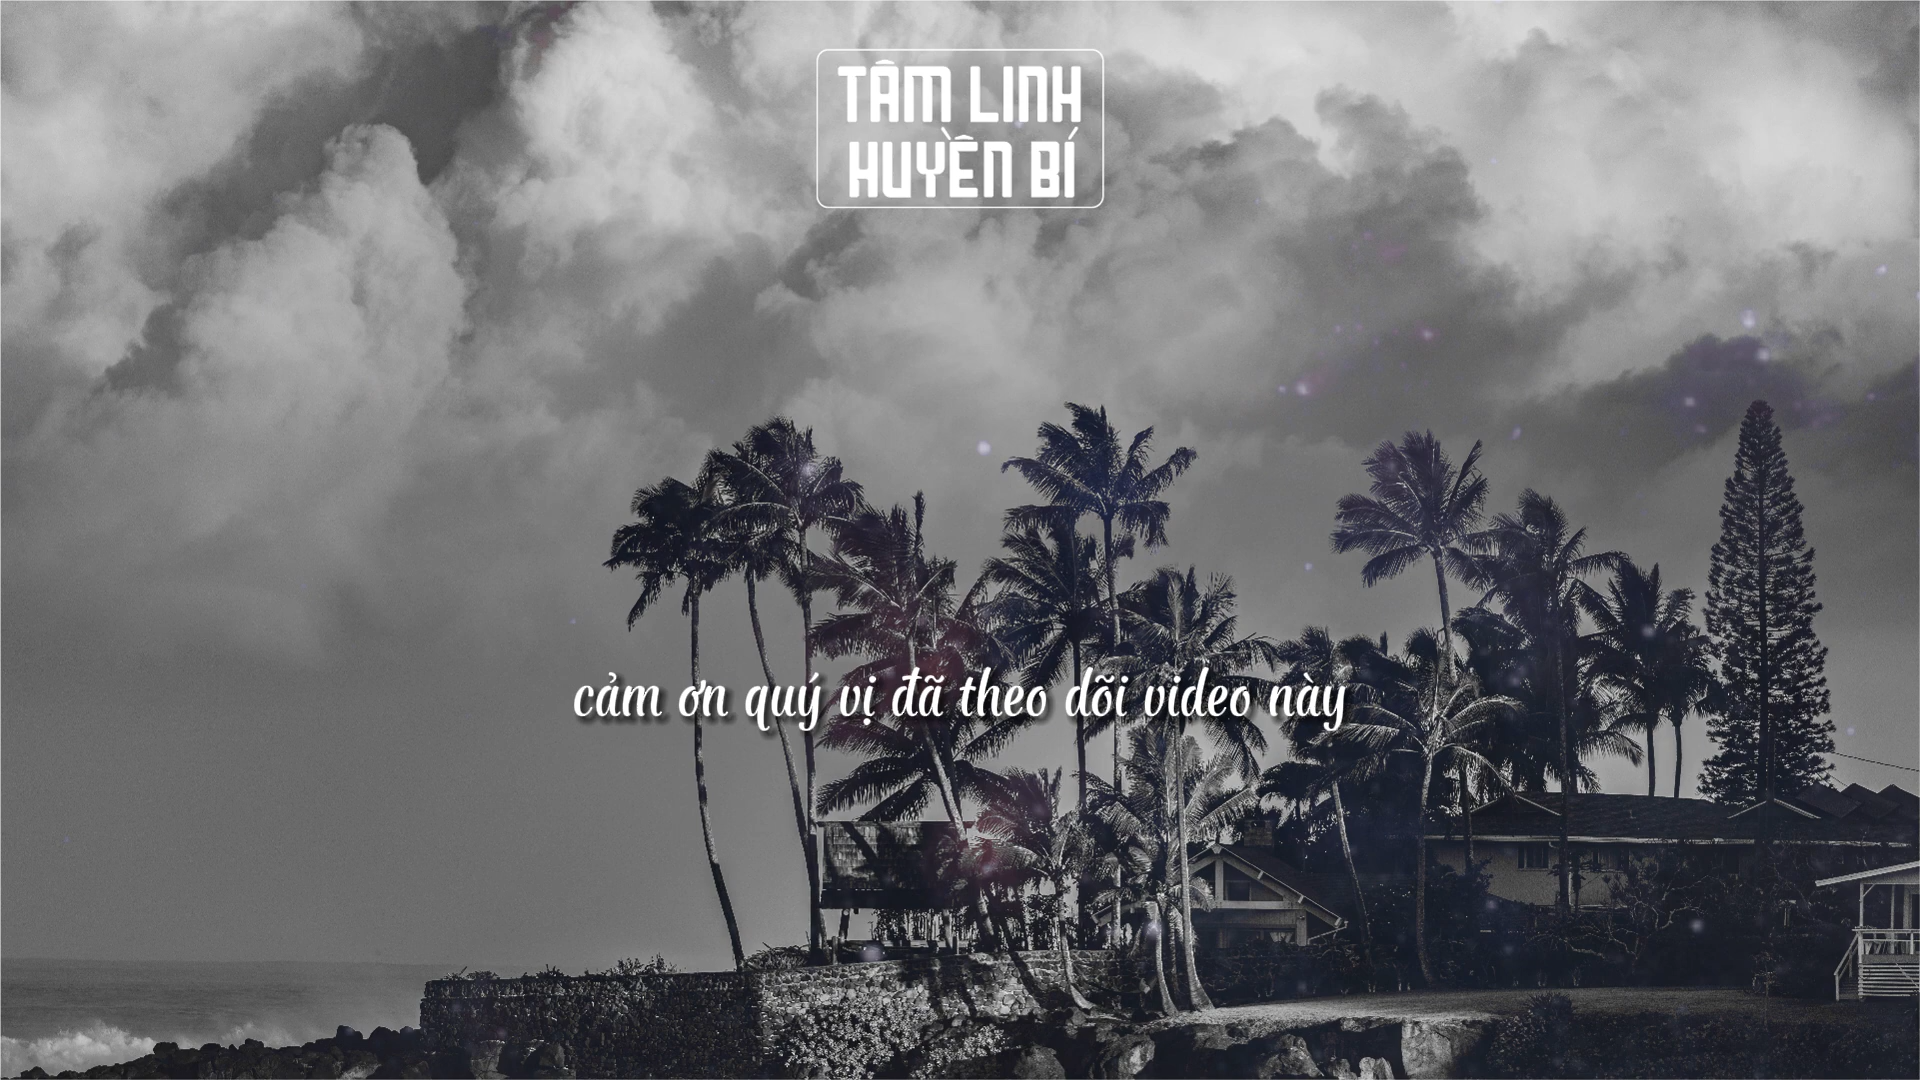 TÂM LINH
HUYỀN BÍ
cảm ơn quý vị đã theo dõi video này